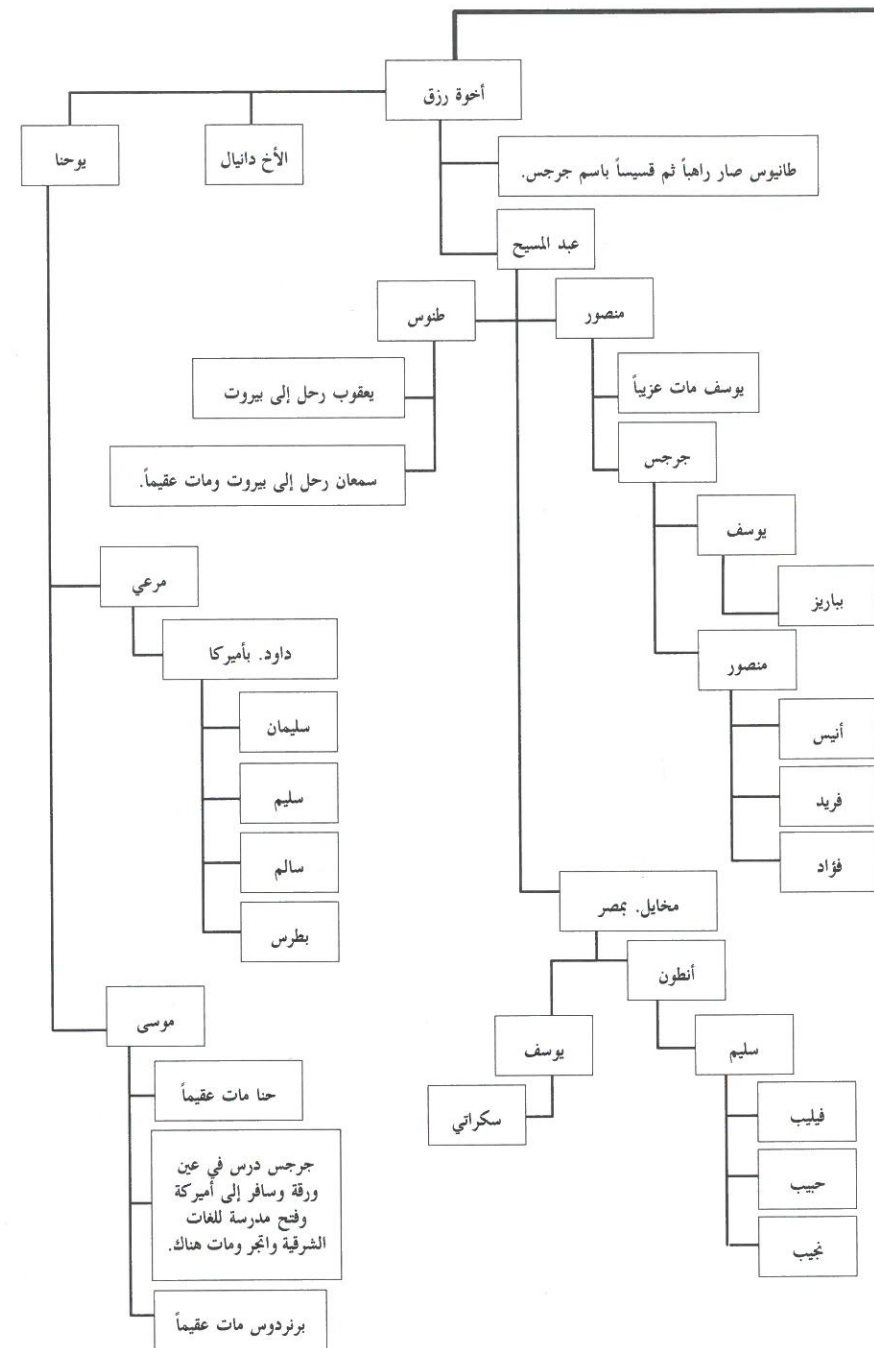 أخوة رزق
الأخ دانيال
يوحنا
طانيوس صار راهباً ثم قسيساً باسم جرجس.
عبد المسيح
منصور
طنوس
يوسف مات عزيباً
يعقوب رحل إلى بيروت
جرجس
سمعان رحل إلى بيروت ومات عقيماً.
يوسف
بباريز
منصور
أنيس
فريد
فؤاد
مرعي
داود. بأميركا
سليمان
سليم
سالم
بطرس
مخايل. بمصر
أنطون
سليم
يوسف
سكراتي
فيليب
حبيب
نجيب
موسى
حنا مات عقيماً
جرجس درس في عين
ورقة وسافر إلى أميركة
وفتح مدرسة للغات
الشرقية واتجر ومات هناك.
برنردوس مات عقيماً